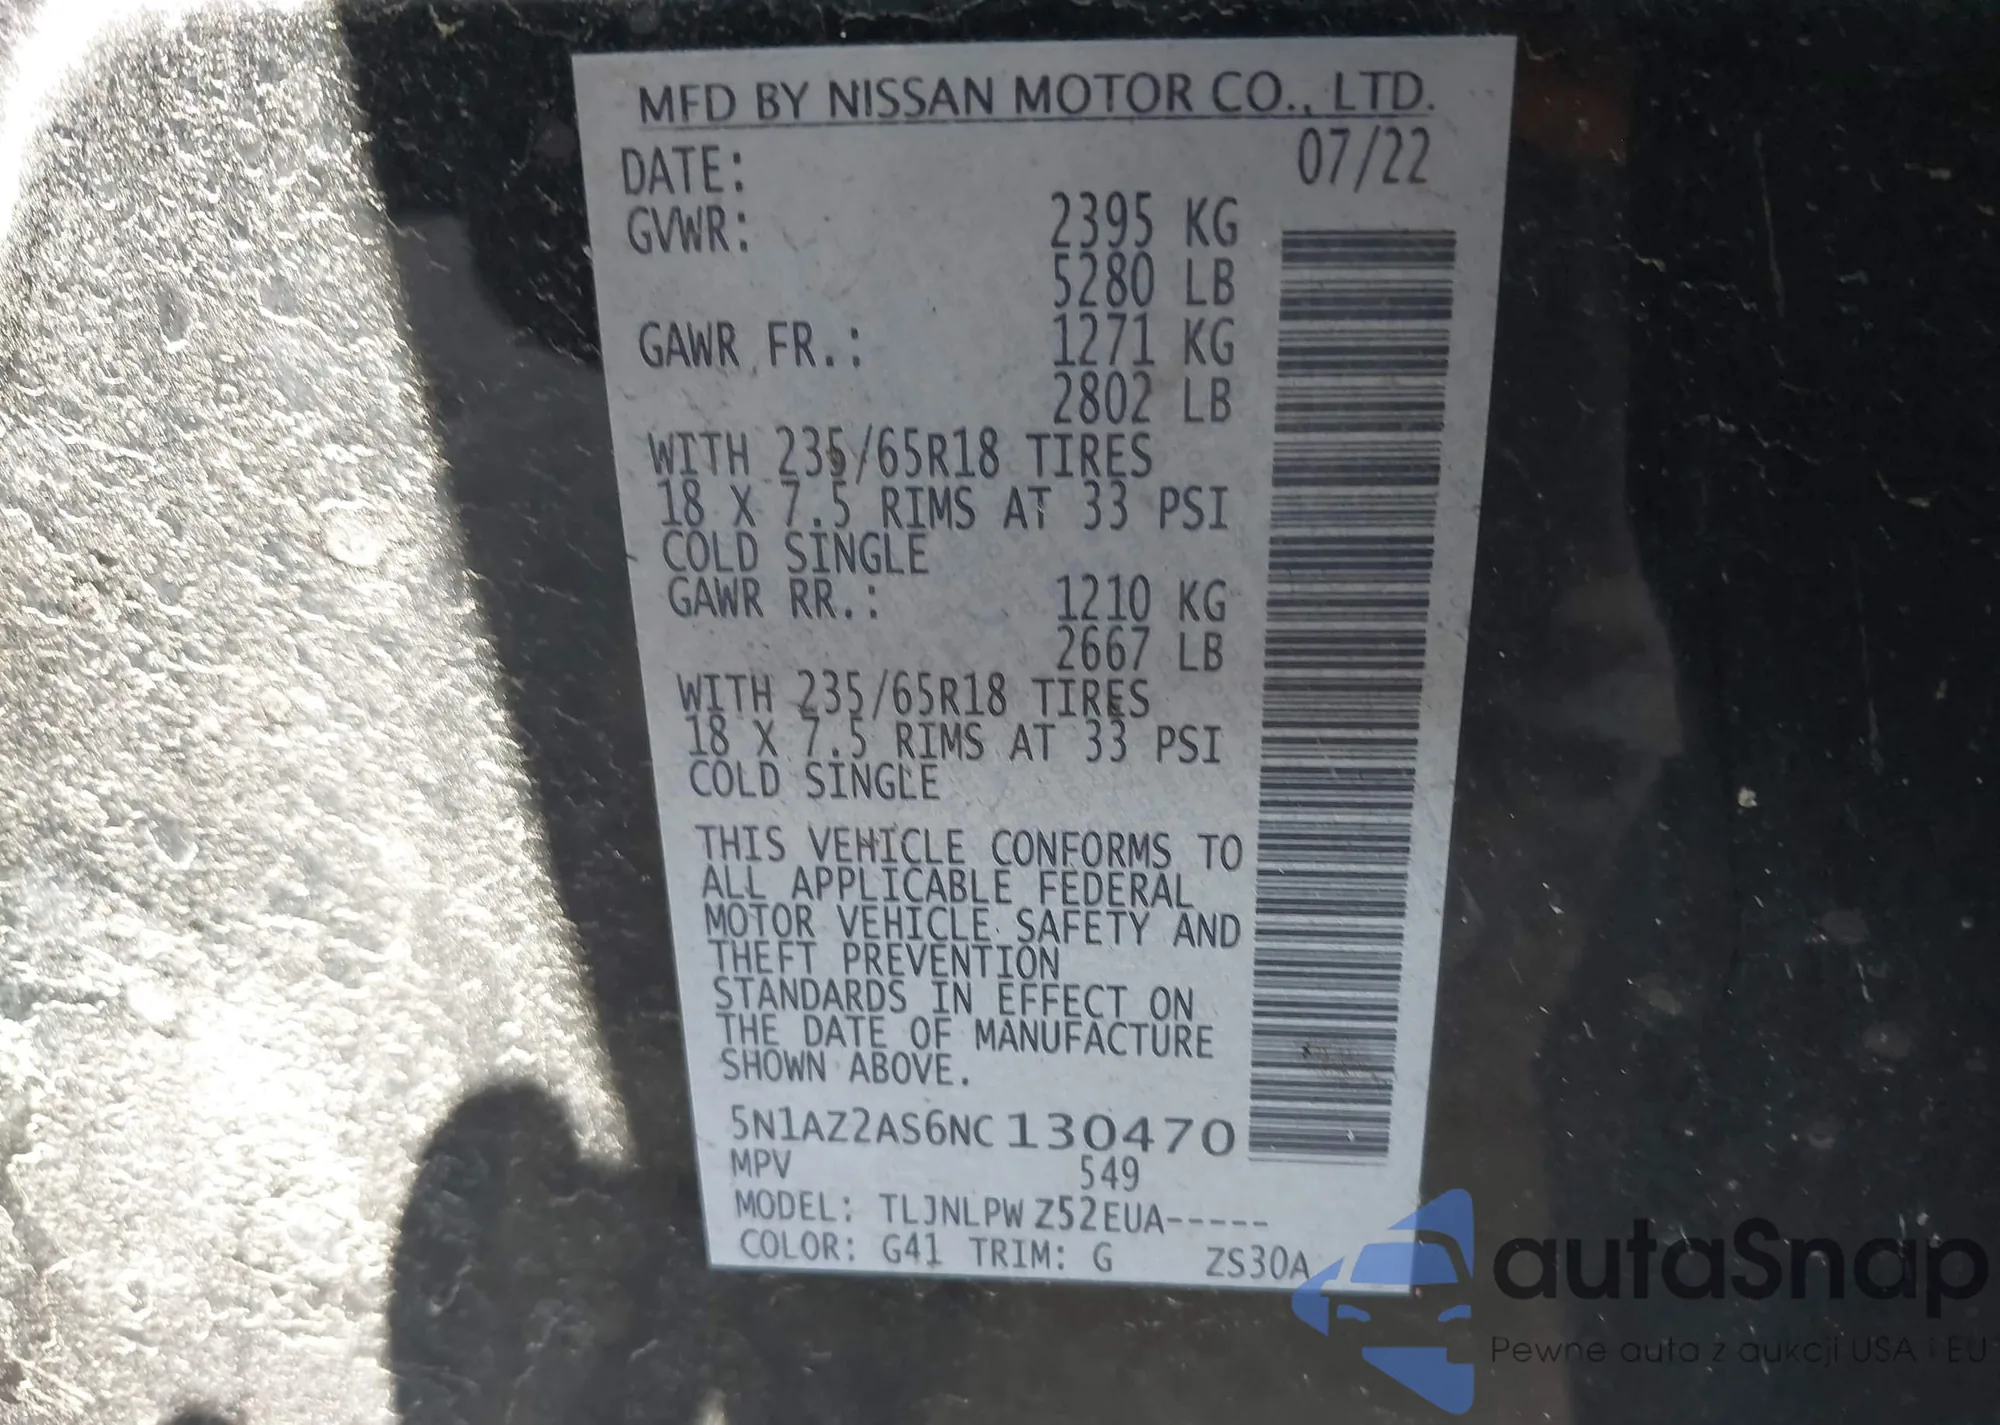 MFD BY NISSAN MOTOR CO., LTD.
DATE: 07/22
GVWR: 2395 KG
5280 LB
GAWR FR.: 1271 KG
2802 LB
WITH 235/65R18 TIRES
18 X 7.5 RIMS AT 33 PSI
COLD SINGLE
GAWR RR.: 1210 KG
2667 LB
WITH 235/65R18 TIRES
18 X 7.5 RIMS AT 33 PSI
COLD SINGLE
THIS VEHICLE CONFORMS TO
ALL APPLICABLE FEDERAL
MOTOR VEHICLE SAFETY AND
THEFT PREVENTION
STANDARDS IN EFFECT ON
THE DATE OF MANUFACTURE
SHOWN ABOVE.
5N1AZ2AS6NC130470
MPV 549
MODEL: TLJNLPW Z52EUA-----
COLOR: G41 TRIM: G ZS30A
autaSnap
Pewne auta z aukcji USA i EU